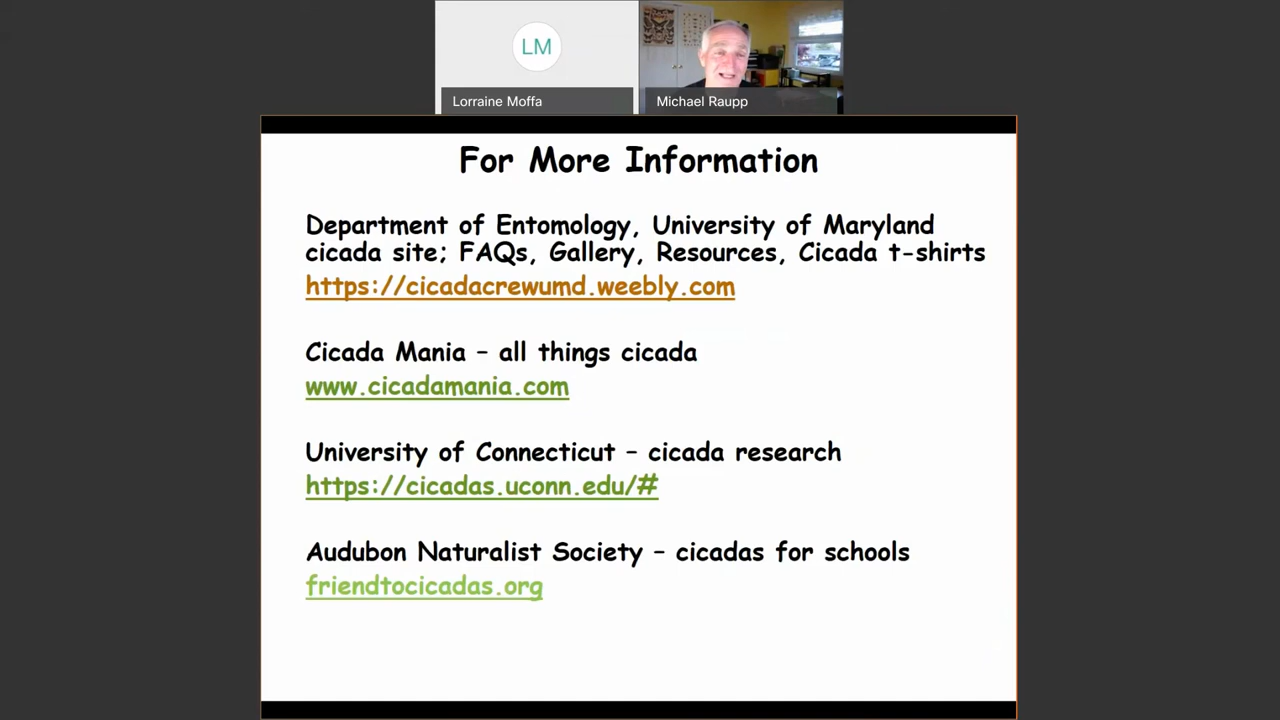 LM
Lorraine Moffa
Michael Raupp
For More Information
Department of Entomology, University of Maryland
cicada site; FAQs, Gallery, Resources, Cicada t-shirts
https://cicadacrewumd.weebly.com
Cicada Mania – all things cicada
www.cicadamania.com
University of Connecticut – cicada research
https://cicadas.uconn.edu/#
Audubon Naturalist Society – cicadas for schools
friendtocicadas.org